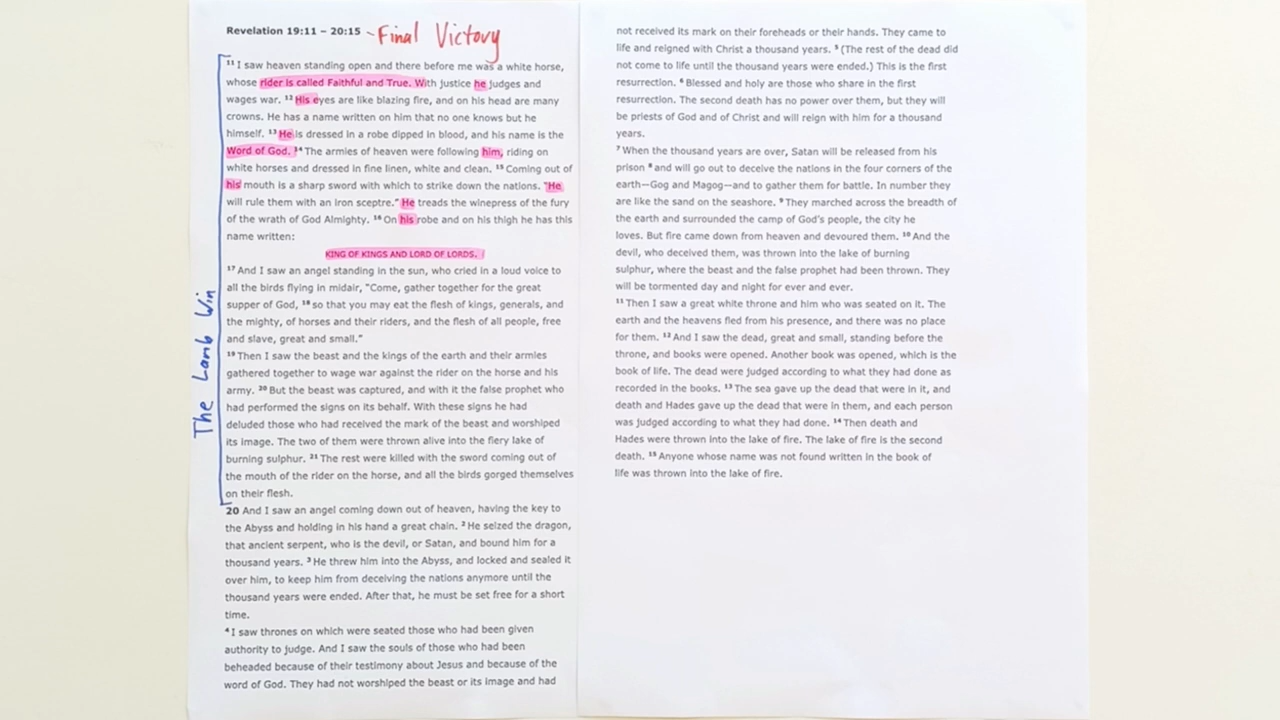 Revelation 19:11 – 20:15 ~ Final Victory
¹¹ I saw heaven standing open and there before me was a white horse,
whose rider is called Faithful and True. With justice he judges and
wages war. ¹² His eyes are like blazing fire, and on his head are many
crowns. He has a name written on him that no one knows but he
himself. ¹³ He is dressed in a robe dipped in blood, and his name is the
Word of God. ¹⁴ The armies of heaven were following him, riding on
white horses and dressed in fine linen, white and clean. ¹⁵ Coming out of
his mouth is a sharp sword with which to strike down the nations. "He
will rule them with an iron sceptre." He treads the winepress of the fury
of the wrath of God Almighty. ¹⁶ On his robe and on his thigh he has this
name written:
KING OF KINGS AND LORD OF LORDS.
¹⁷ And I saw an angel standing in the sun, who cried in a loud voice to
all the birds flying in midair, "Come, gather together for the great
supper of God, ¹⁸ so that you may eat the flesh of kings, generals, and
the mighty, of horses and their riders, and the flesh of all people, free
and slave, great and small."
¹⁹ Then I saw the beast and the kings of the earth and their armies
gathered together to wage war against the rider on the horse and his
army. ²⁰ But the beast was captured, and with it the false prophet who
had performed the signs on its behalf. With these signs he had
deluded those who had received the mark of the beast and worshiped
its image. The two of them were thrown alive into the fiery lake of
burning sulphur. ²¹ The rest were killed with the sword coming out of
the mouth of the rider on the horse, and all the birds gorged themselves
on their flesh.
The Lamb Win
20 And I saw an angel coming down out of heaven, having the key to
the Abyss and holding in his hand a great chain. ² He seized the dragon,
that ancient serpent, who is the devil, or Satan, and bound him for a
thousand years. ³ He threw him into the Abyss, and locked and sealed it
over him, to keep him from deceiving the nations anymore until the
thousand years were ended. After that, he must be set free for a short
time.
⁴ I saw thrones on which were seated those who had been given
authority to judge. And I saw the souls of those who had been
beheaded because of their testimony about Jesus and because of the
word of God. They had not worshiped the beast or its image and had
not received its mark on their foreheads or their hands. They came to
life and reigned with Christ a thousand years. ⁵ (The rest of the dead did
not come to life until the thousand years were ended.) This is the first
resurrection. ⁶ Blessed and holy are those who share in the first
resurrection. The second death has no power over them, but they will
be priests of God and of Christ and will reign with him for a thousand
years.
⁷ When the thousand years are over, Satan will be released from his
prison ⁸ and will go out to deceive the nations in the four corners of the
earth—Gog and Magog—and to gather them for battle. In number they
are like the sand on the seashore. ⁹ They marched across the breadth of
the earth and surrounded the camp of God's people, the city he
loves. But fire came down from heaven and devoured them. ¹⁰ And the
devil, who deceived them, was thrown into the lake of burning
sulphur, where the beast and the false prophet had been thrown. They
will be tormented day and night for ever and ever.
¹¹ Then I saw a great white throne and him who was seated on it. The
earth and the heavens fled from his presence, and there was no place
for them. ¹² And I saw the dead, great and small, standing before the
throne, and books were opened. Another book was opened, which is the
book of life. The dead were judged according to what they had done as
recorded in the books. ¹³ The sea gave up the dead that were in it, and
death and Hades gave up the dead that were in them, and each person
was judged according to what they had done. ¹⁴ Then death and
Hades were thrown into the lake of fire. The lake of fire is the second
death. ¹⁵ Anyone whose name was not found written in the book of
life was thrown into the lake of fire.